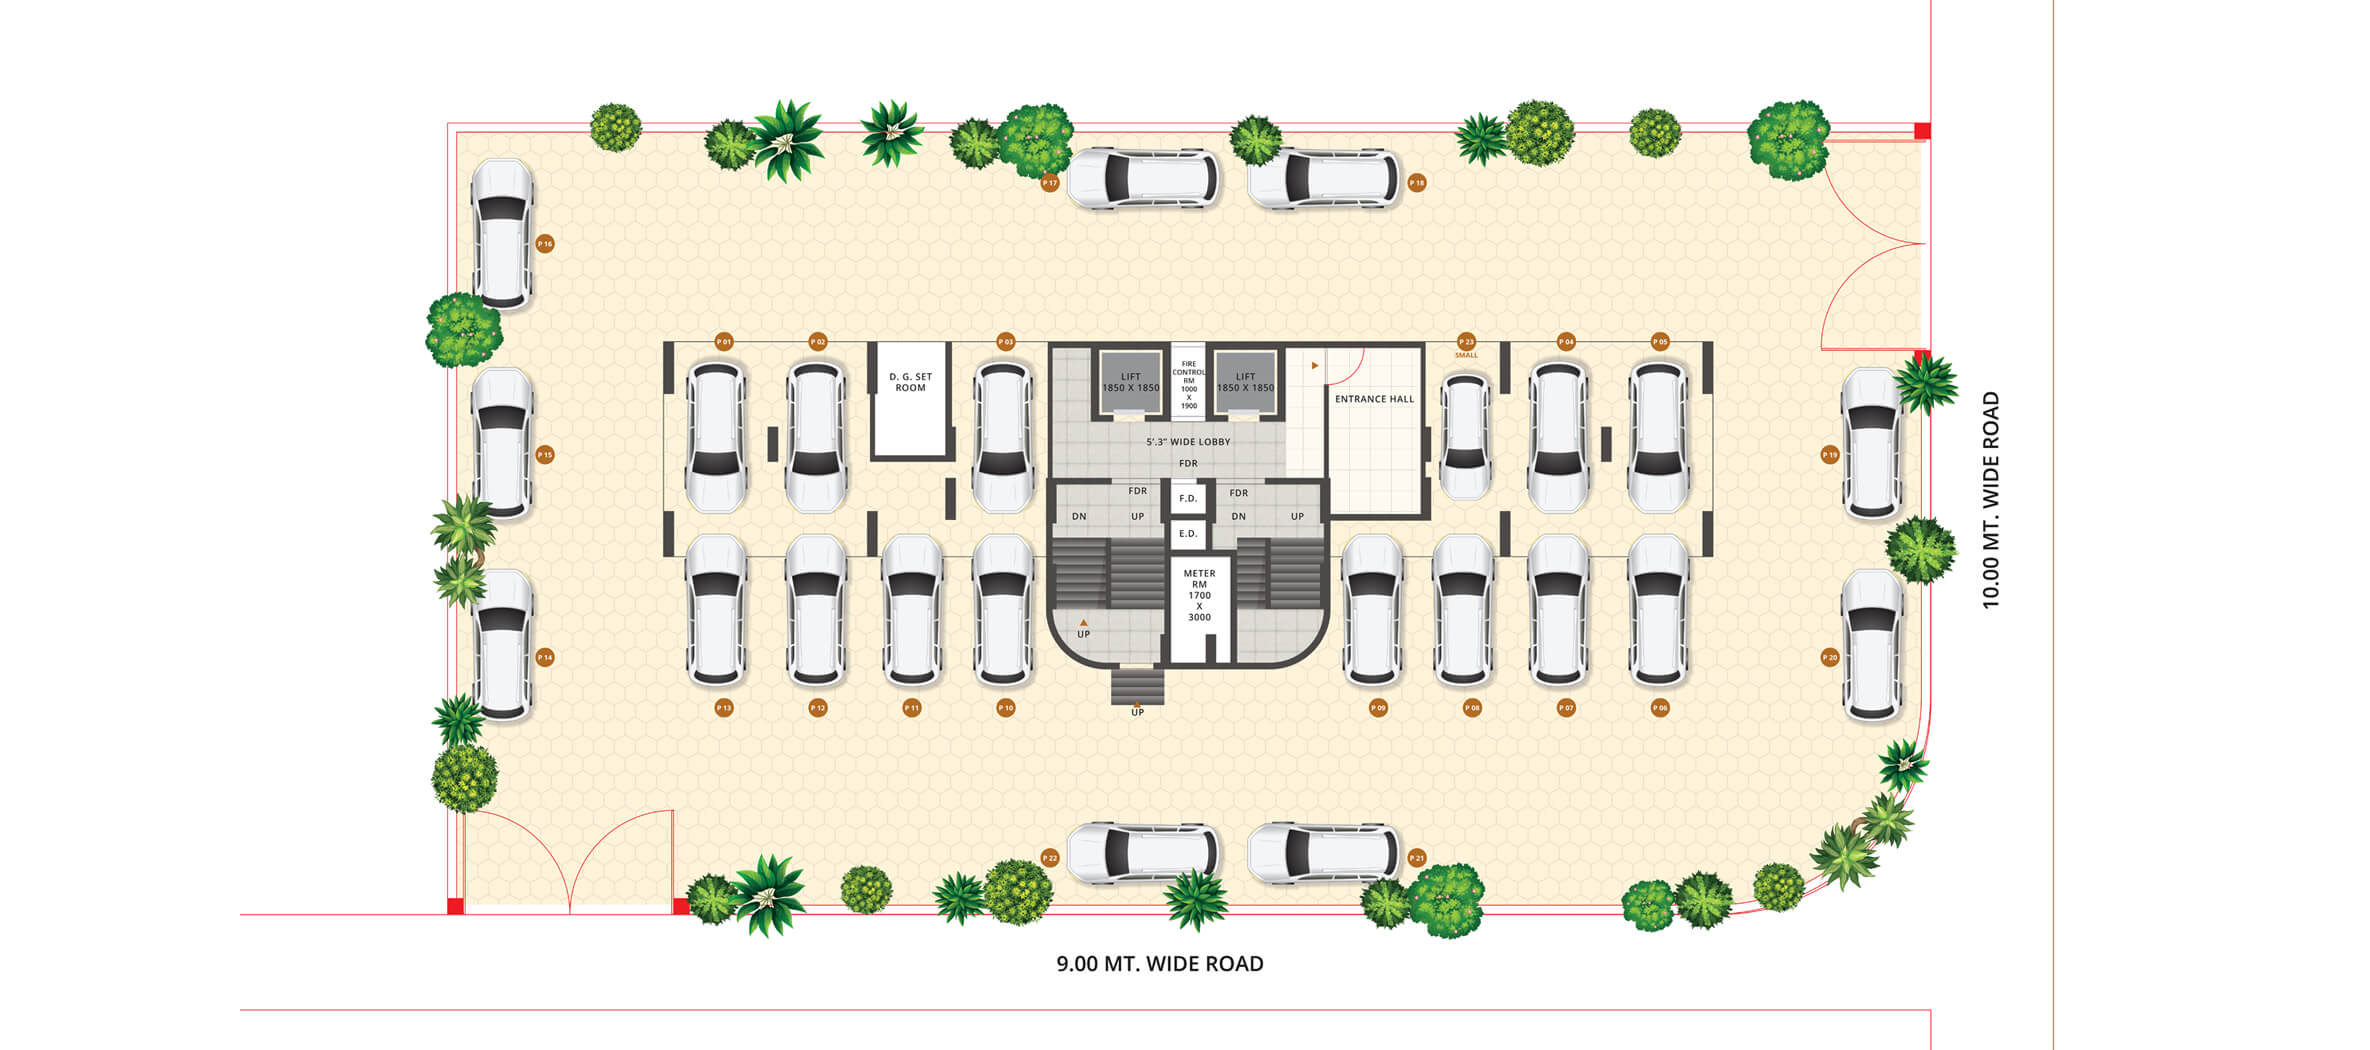 P 17
P 18
P 16
P 01
P 02
P 03
P 23
SMALL
P 04
P 05
D. G. SET
ROOM
LIFT
1850 X 1850
FIRE
CONTROL
RM
1000
X
1900
LIFT
1850 X 1850
ENTRANCE HALL
5'.3" WIDE LOBBY
FDR
P 15
P 19
10.00 MT. WIDE ROAD
FDR
F.D.
FDR
DN
UP
DN
UP
E.D.
METER
RM
1700
X
3000
UP
P 14
P 20
P 13
P 12
P 11
P 10
UP
P 09
P 08
P 07
P 06
P 22
P 21
9.00 MT. WIDE ROAD